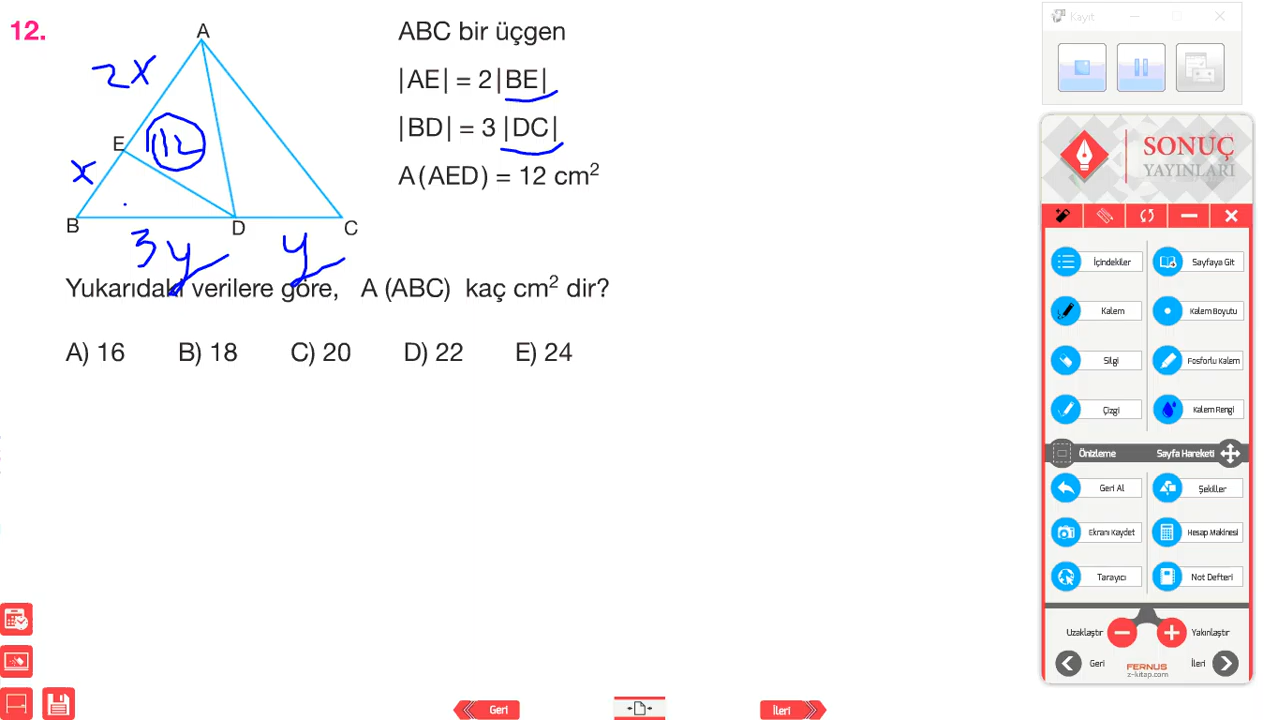 12.
ABC bir üçgen
|AE| = 2|BE|
|BD| = 3 |DC|
A(AED) = 12 cm²
A
2x
E
12
x
B
D
C
3y
y
Yukarıdaki verilere göre, A (ABC) kaç cm² dir?
A) 16 B) 18 C) 20 D) 22 E) 24
Kayıt
SONUÇ
YAYINLARI
İçindekiler Sayfaya Git
Kalem Kalem Boyutu
Silgi Fosforlu Kalem
Çizgi Kalem Rengi
Önizleme Sayfa Hareketi
Geri Al Şekiller
Ekranı Kaydet Hesap Makinesi
Tarayıcı Not Defteri
Uzaklaştır Yakınlaştır
Geri FERNUS İleri
z-kitap.com
Geri İleri